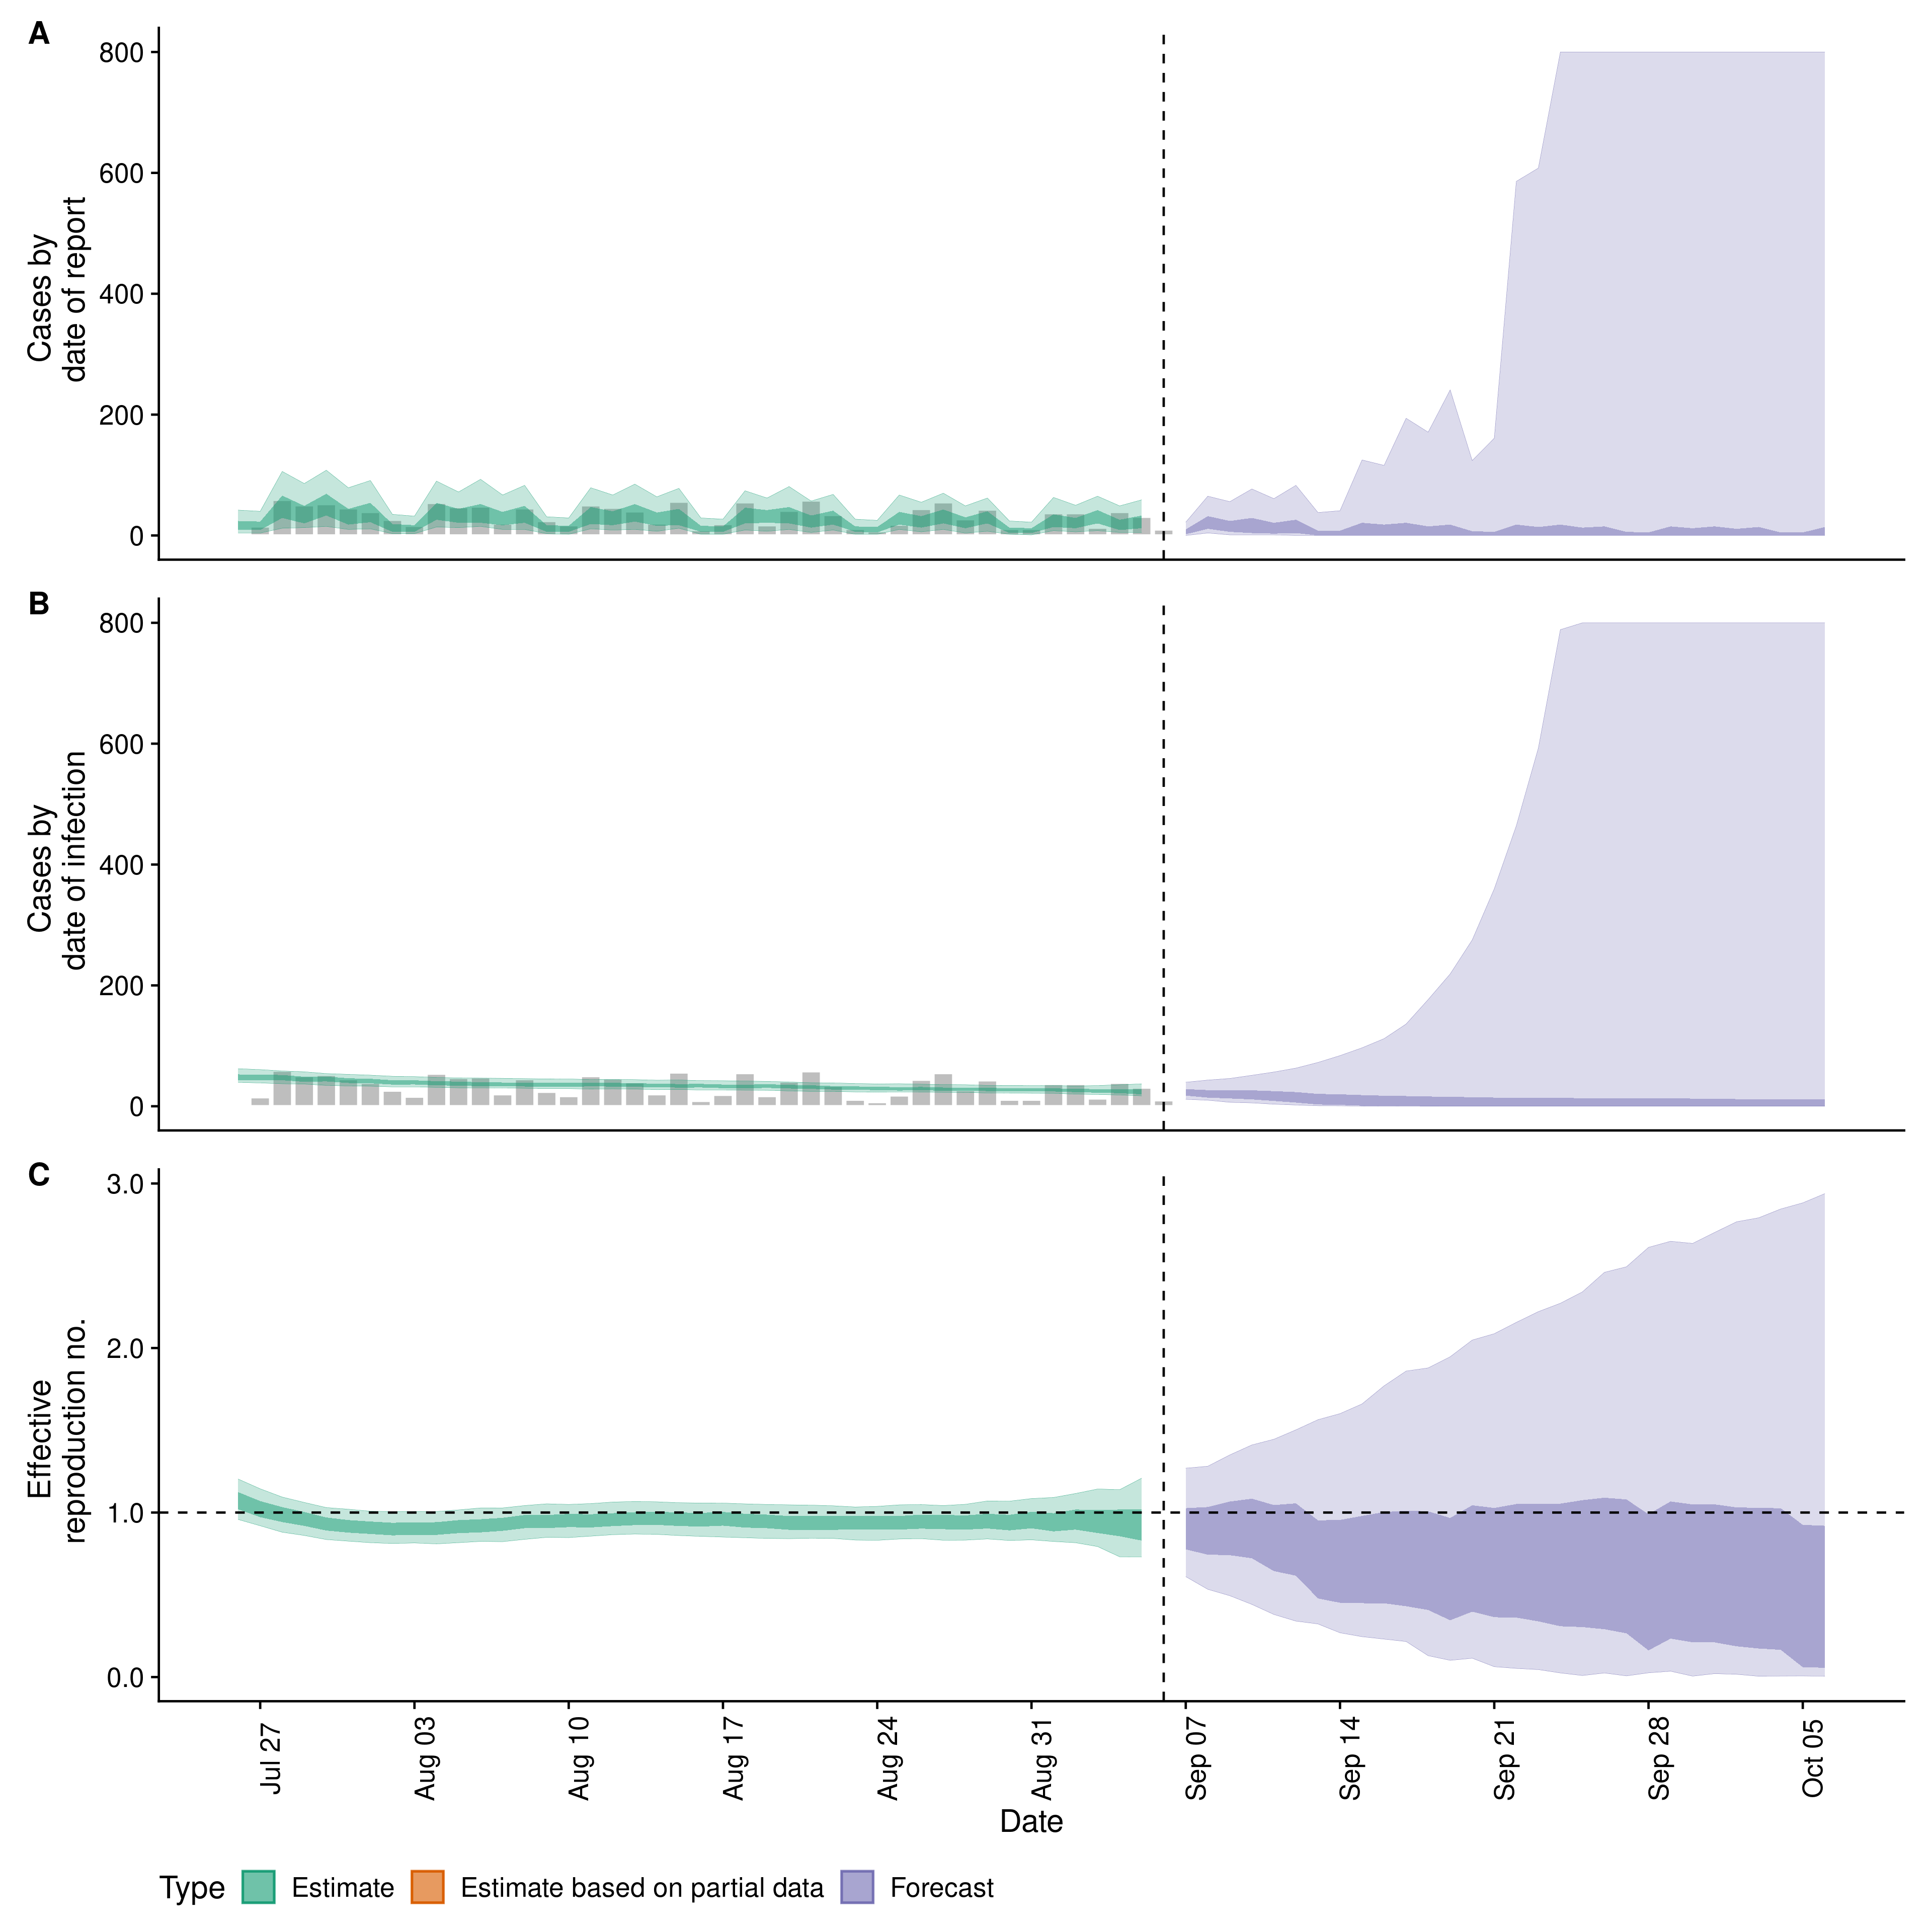 A
Cases by
date of report
800
600
400
200
0
B
Cases by
date of infection
800
600
400
200
0
C
Effective
reproduction no.
3.0
2.0
1.0
0.0
Jul 27
Aug 03
Aug 10
Aug 17
Aug 24
Aug 31
Sep 07
Sep 14
Sep 21
Sep 28
Oct 05
Date
Type Estimate Estimate based on partial data Forecast